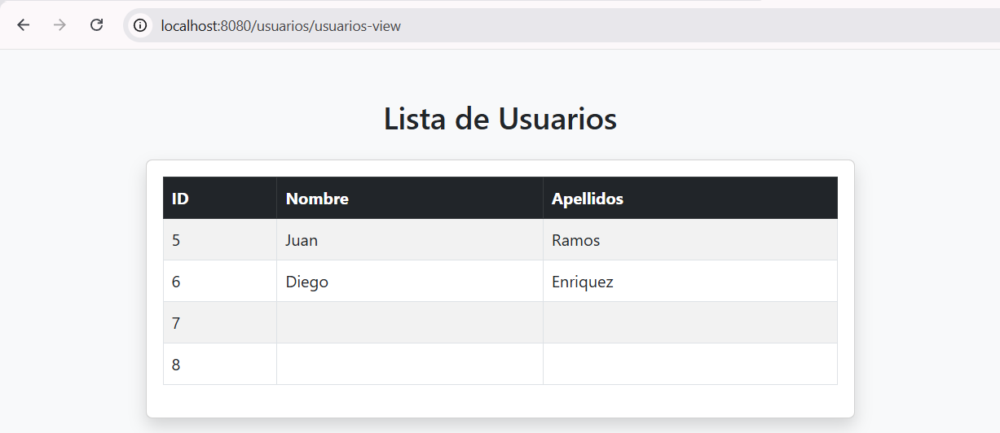 localhost:8080/usuarios/usuarios-view
Lista de Usuarios
ID Nombre Apellidos
5 Juan Ramos
6 Diego Enriquez
7
8